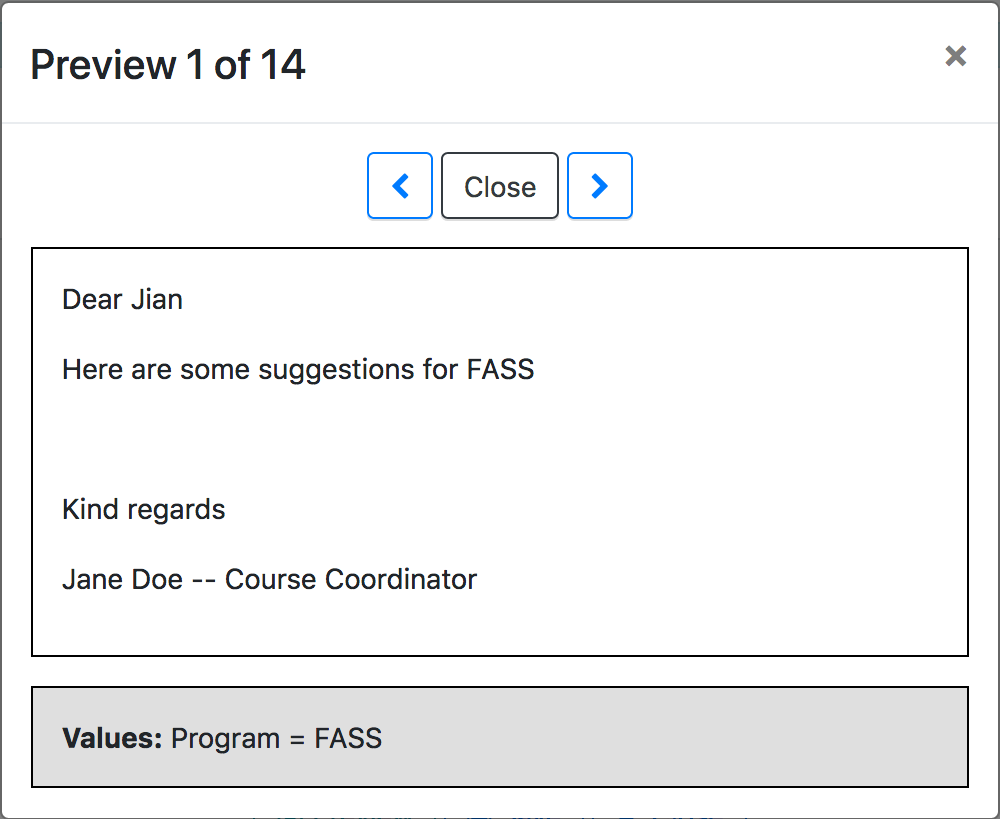 Preview 1 of 14
Close
Dear Jian
Here are some suggestions for FASS
Kind regards
Jane Doe -- Course Coordinator
Values: Program = FASS